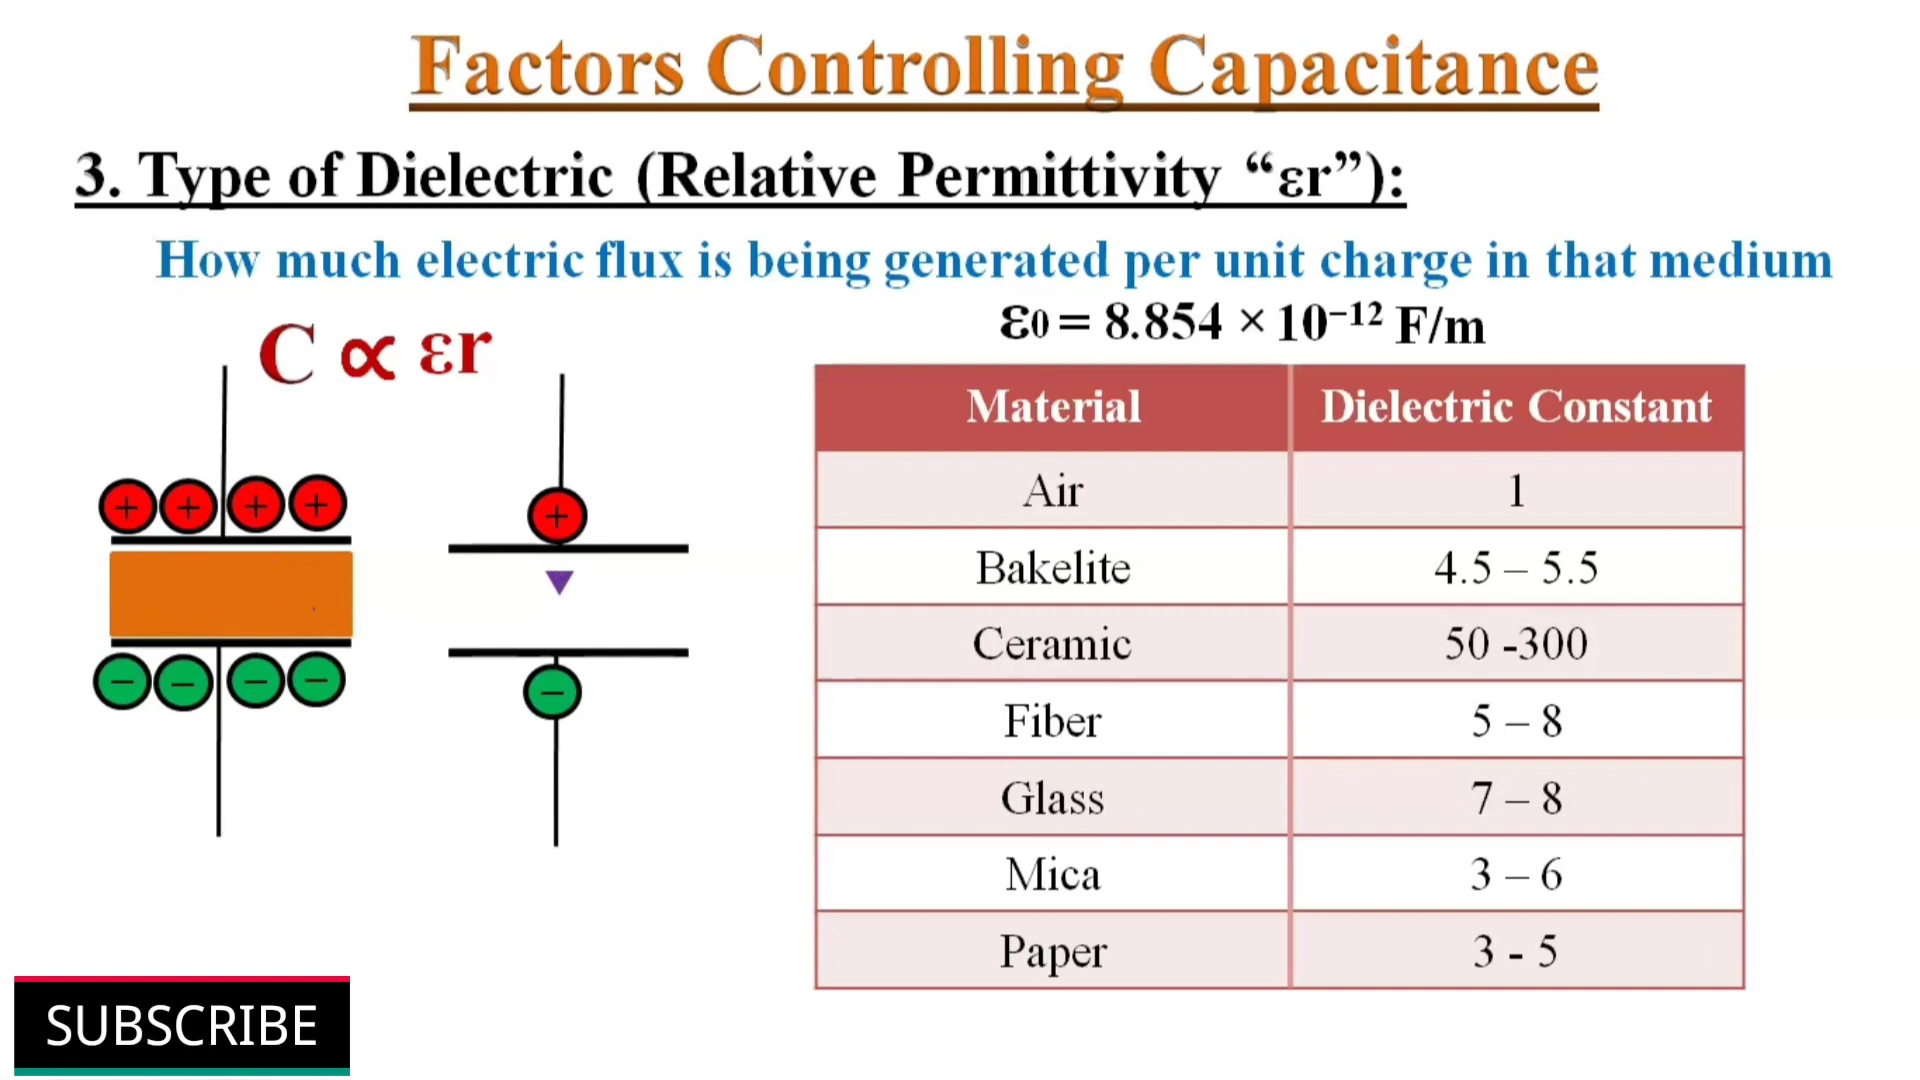 Factors Controlling Capacitance
3. Type of Dielectric (Relative Permittivity “εr”):
How much electric flux is being generated per unit charge in that medium
ε0 = 8.854 × 10⁻¹² F/m
C ∝ εr
Material Dielectric Constant
Air 1
Bakelite 4.5 – 5.5
Ceramic 50 -300
Fiber 5 – 8
Glass 7 – 8
Mica 3 – 6
Paper 3 - 5
+ + + + +
− − − − −
SUBSCRIBE